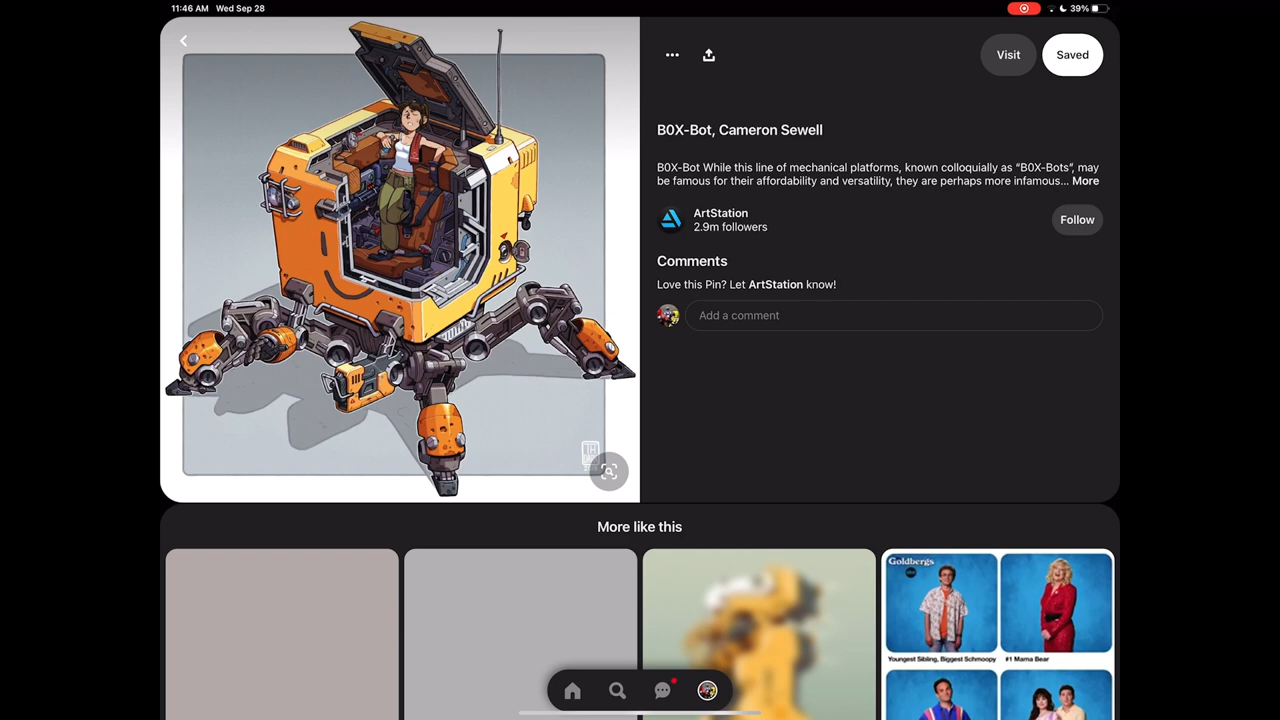 11:46 AM Wed Sep 28
39%
Visit
Saved
B0X-Bot, Cameron Sewell
B0X-Bot While this line of mechanical platforms, known colloquially as “B0X-Bots”, may
be famous for their affordability and versatility, they are perhaps more infamous... More
ArtStation
2.9m followers
Follow
Comments
Love this Pin? Let ArtStation know!
Add a comment
More like this
Goldbergs
abc
Youngest Sibling, Biggest Schmoopy
#1 Mama Bear